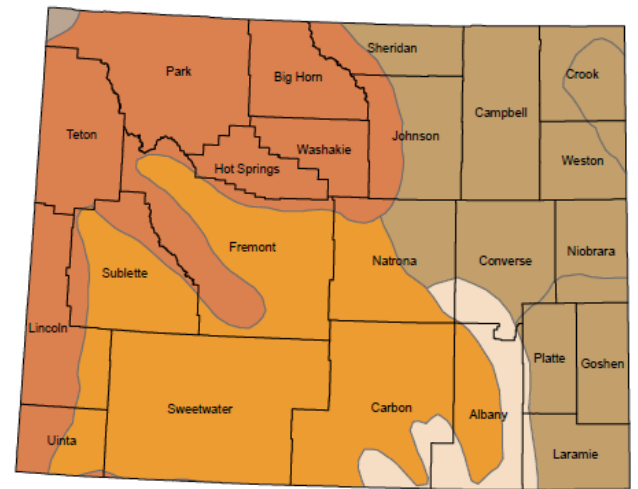 Sheridan
Park
Big Horn
Crook
Campbell
Teton
Johnson
Washakie
Weston
Hot Springs
Fremont
Natrona
Converse
Niobrara
Sublette
Lincoln
Platte
Goshen
Sweetwater
Carbon
Albany
Uinta
Laramie